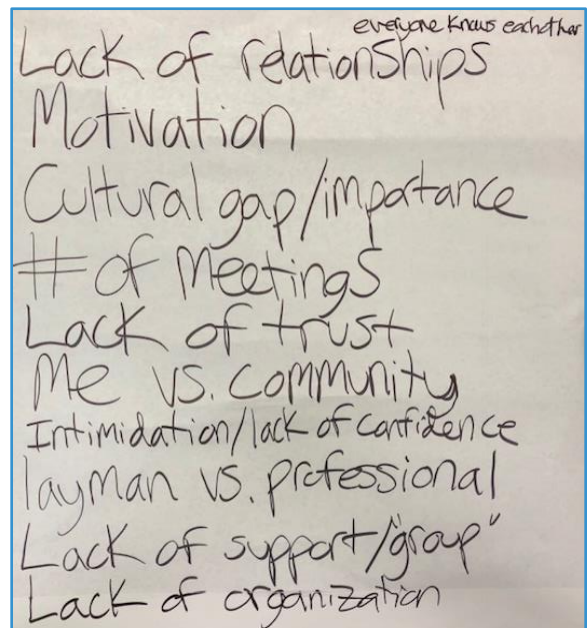 everyone knows eachother
Lack of relationships
Motivation
Cultural gap/importance
# of Meetings
Lack of trust
Me vs. Community
Intimidation/lack of confidence
layman vs. professional
Lack of support/"group"
Lack of organization